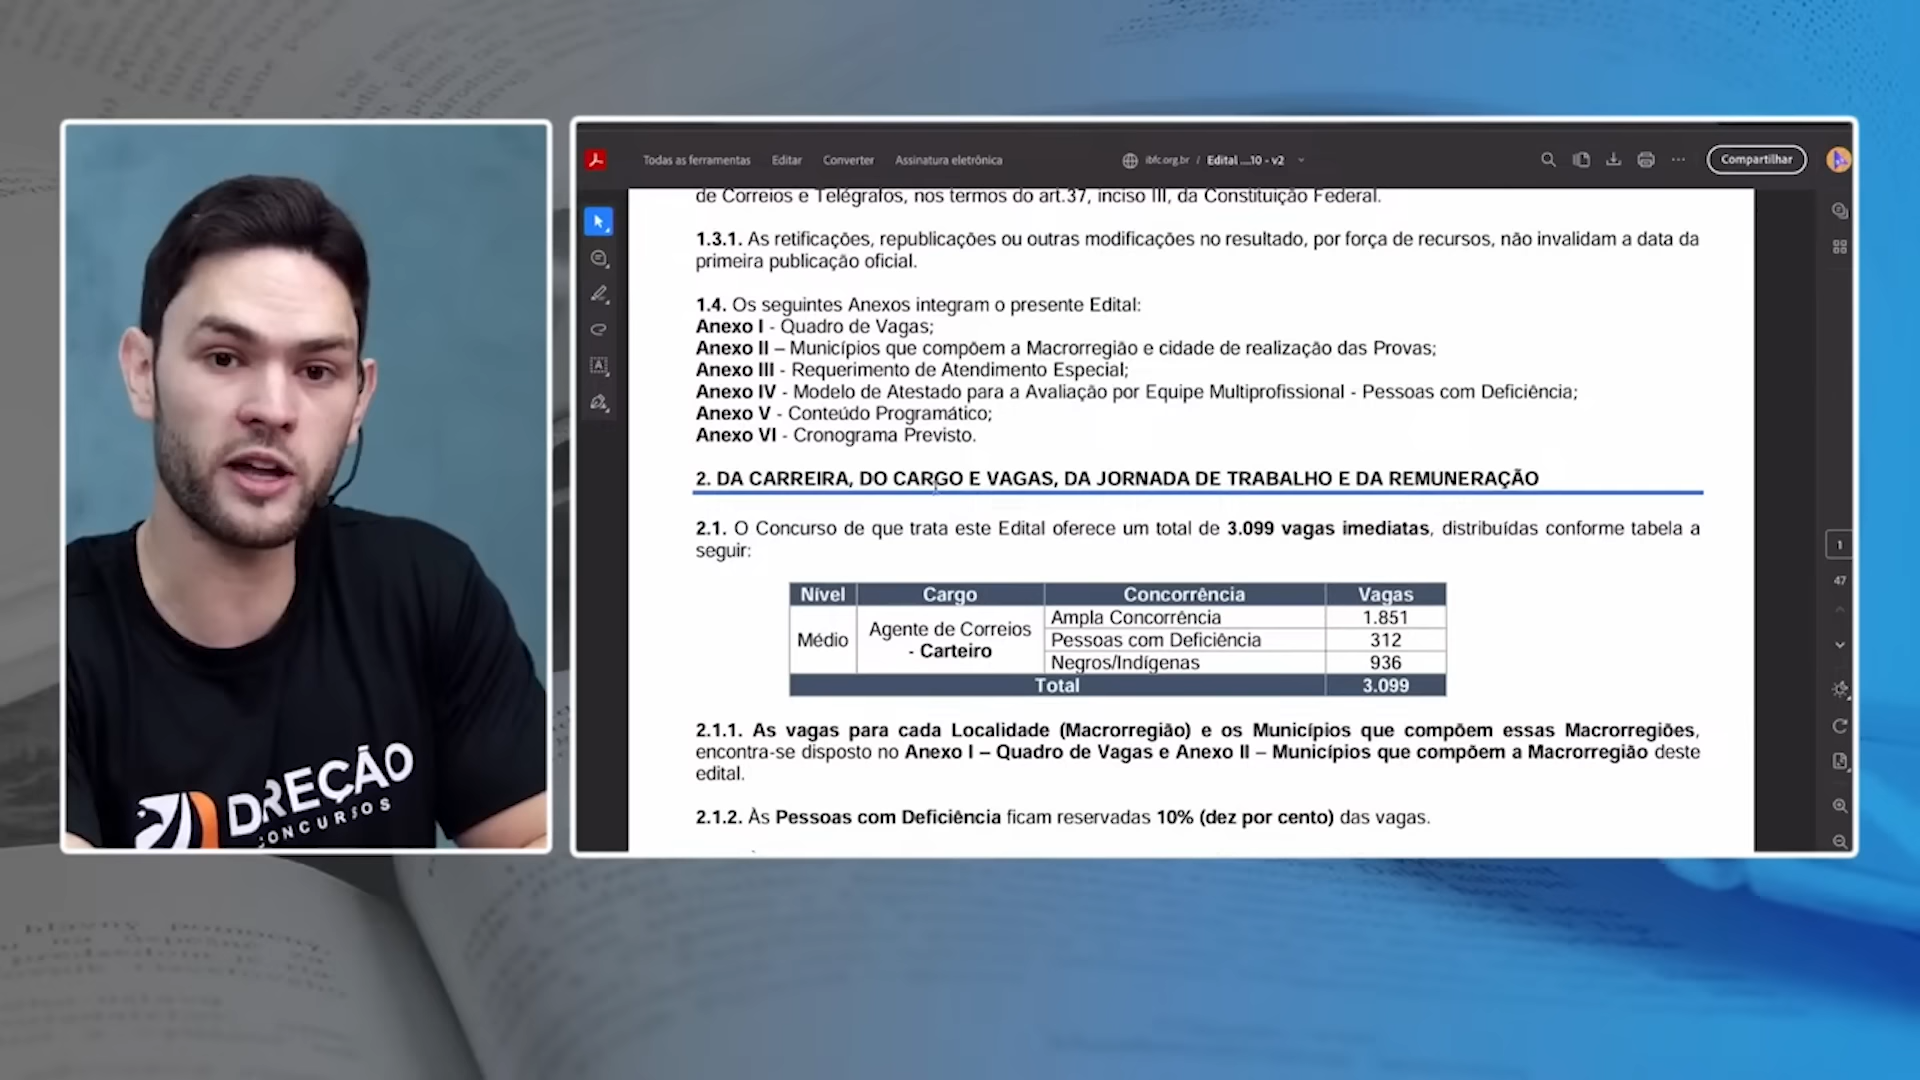 Todas as ferramentas Editar Converter Assinatura eletrônica ibfc.org.br / Edital ....10 - v2 Compartilhar
de Correios e Telégrafos, nos termos do art.37, inciso III, da Constituição Federal.
1.3.1. As retificações, republicações ou outras modificações no resultado, por força de recursos, não invalidam a data da
primeira publicação oficial.
1.4. Os seguintes Anexos integram o presente Edital:
Anexo I - Quadro de Vagas;
Anexo II – Municípios que compõem a Macrorregião e cidade de realização das Provas;
Anexo III - Requerimento de Atendimento Especial;
Anexo IV - Modelo de Atestado para a Avaliação por Equipe Multiprofissional - Pessoas com Deficiência;
Anexo V - Conteúdo Programático;
Anexo VI - Cronograma Previsto.
2. DA CARREIRA, DO CARGO E VAGAS, DA JORNADA DE TRABALHO E DA REMUNERAÇÃO
2.1. O Concurso de que trata este Edital oferece um total de 3.099 vagas imediatas, distribuídas conforme tabela a
seguir:
Nível Cargo Concorrência Vagas
Médio Agente de Correios - Carteiro Ampla Concorrência 1.851
Pessoas com Deficiência 312
Negros/Indígenas 936
Total 3.099
2.1.1. As vagas para cada Localidade (Macrorregião) e os Municípios que compõem essas Macrorregiões,
encontra-se disposto no Anexo I – Quadro de Vagas e Anexo II – Municípios que compõem a Macrorregião deste
edital.
2.1.2. Às Pessoas com Deficiência ficam reservadas 10% (dez por cento) das vagas.
1
47
DIREÇÃO
CONCURSOS